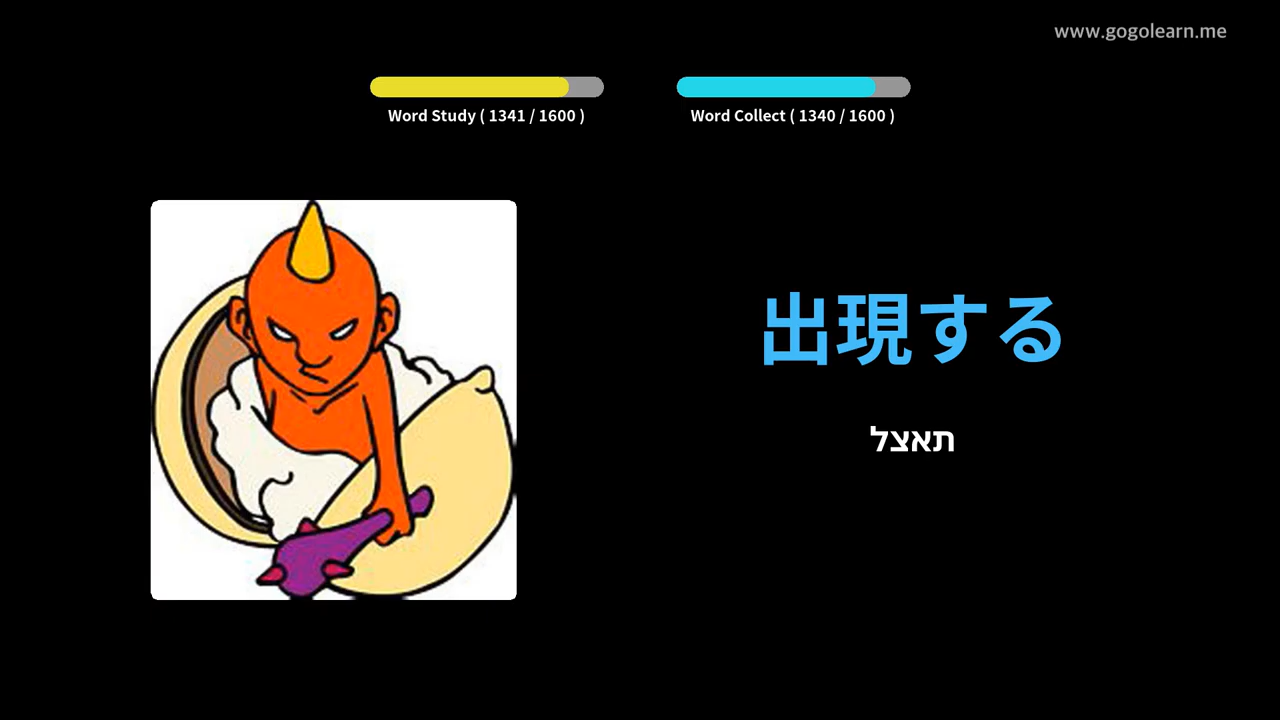 www.gogolearn.me
Word Study ( 1341 / 1600 )
Word Collect ( 1340 / 1600 )
出現する
תאצל